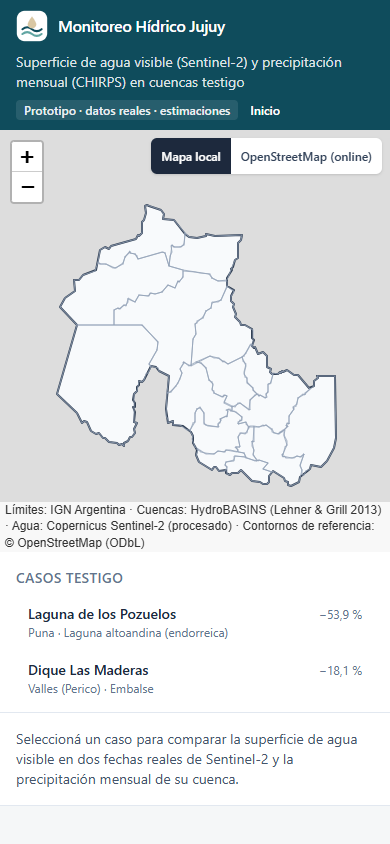 Monitoreo Hídrico Jujuy
Superficie de agua visible (Sentinel-2) y precipitación
mensual (CHIRPS) en cuencas testigo
Prototipo · datos reales · estimaciones
Inicio
+
−
Mapa local
OpenStreetMap (online)
Límites: IGN Argentina · Cuencas: HydroBASINS (Lehner & Grill 2013)
· Agua: Copernicus Sentinel-2 (procesado) · Contornos de referencia:
© OpenStreetMap (ODbL)
CASOS TESTIGO
Laguna de los Pozuelos
−53,9 %
Puna · Laguna altoandina (endorreica)
Dique Las Maderas
−18,1 %
Valles (Perico) · Embalse
Seleccioná un caso para comparar la superficie de agua
visible en dos fechas reales de Sentinel-2 y la
precipitación mensual de su cuenca.